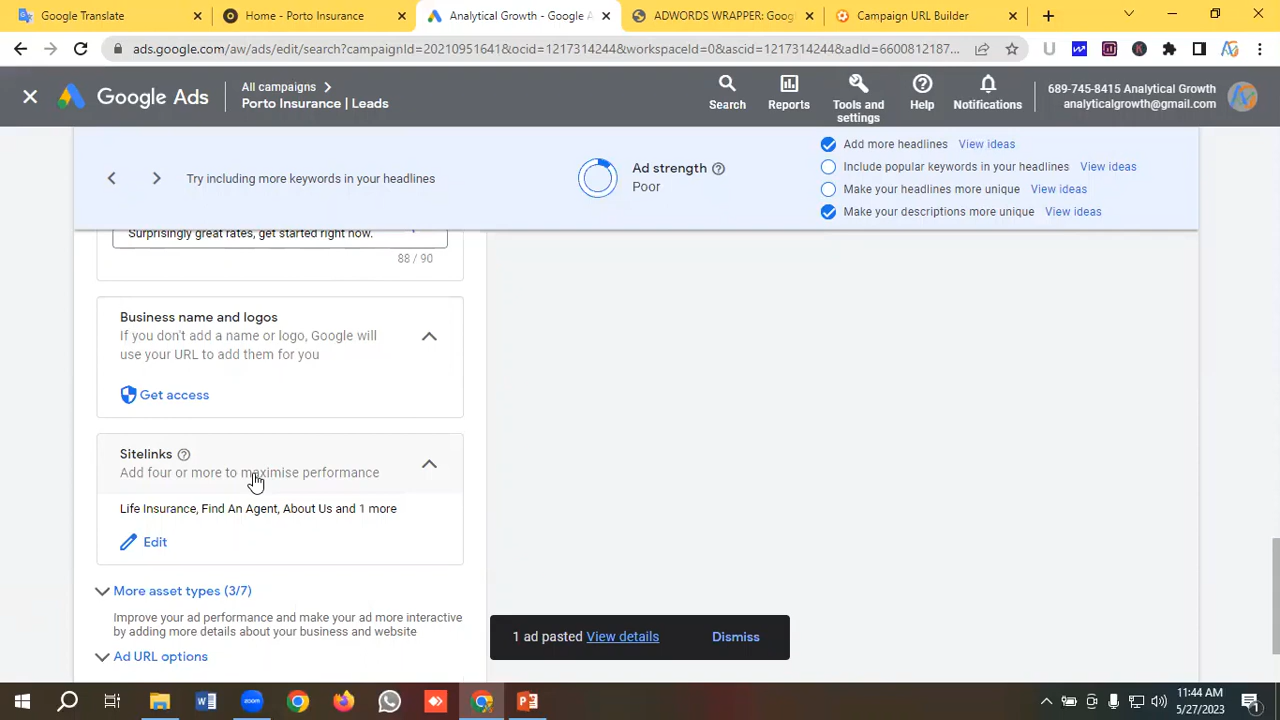 Google Translate
Home - Porto Insurance
Analytical Growth - Google A
ADWORDS WRAPPER: Goog
Campaign URL Builder
ads.google.com/aw/ads/edit/search?campaignId=20210951641&ocid=1217314244&workspaceId=0&ascid=1217314244&adId=6600812187...
Google Ads
All campaigns
Porto Insurance | Leads
Search
Reports
Tools and settings
Help
Notifications
689-745-8415 Analytical Growth
analyticalgrowth@gmail.com
Try including more keywords in your headlines
Ad strength
Poor
Add more headlines View ideas
Include popular keywords in your headlines View ideas
Make your headlines more unique View ideas
Make your descriptions more unique View ideas
Surprisingly great rates, get started right now.
88 / 90
Business name and logos
If you don't add a name or logo, Google will
use your URL to add them for you
Get access
Sitelinks
Add four or more to maximise performance
Life Insurance, Find An Agent, About Us and 1 more
Edit
More asset types (3/7)
Improve your ad performance and make your ad more interactive
by adding more details about your business and website
Ad URL options
1 ad pasted View details Dismiss
11:44 AM
5/27/2023